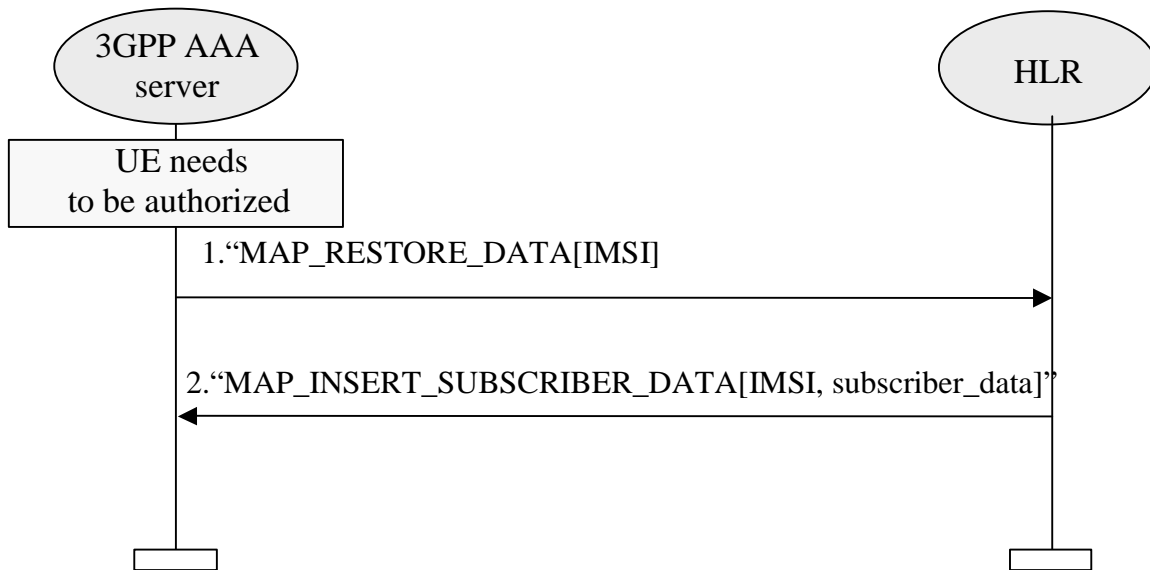 3GPP AAA
server
HLR
UE needs
to be authorized
1.“MAP_RESTORE_DATA[IMSI]
2.“MAP_INSERT_SUBSCRIBER_DATA[IMSI, subscriber_data]”